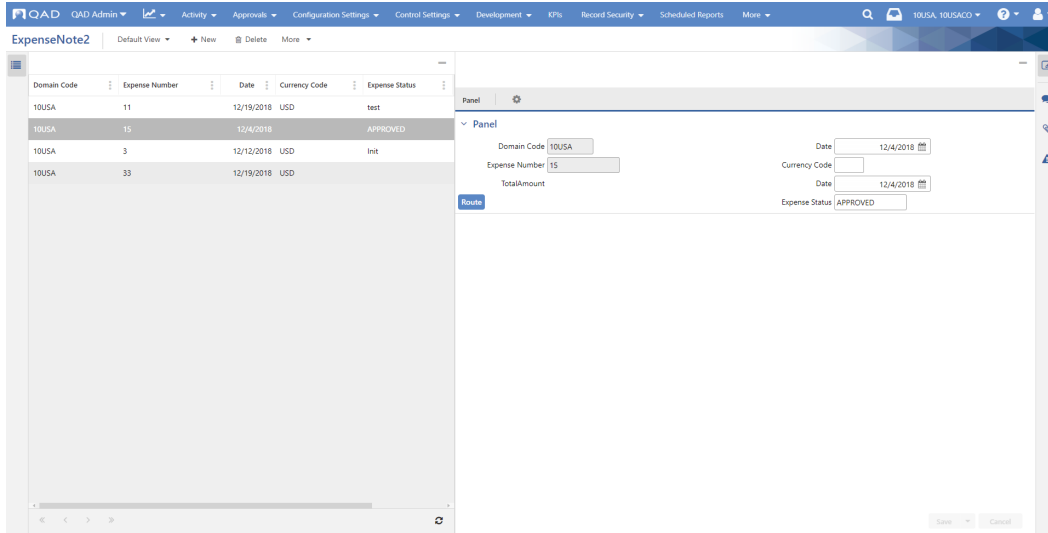 QAD QAD Admin Activity Approvals Configuration Settings Control Settings Development KPIs Record Security Scheduled Reports More 10USA, 10USACO
ExpenseNote2 Default View + New Delete More
Domain Code Expense Number Date Currency Code Expense Status
10USA 11 12/19/2018 USD test
10USA 15 12/4/2018 APPROVED
10USA 3 12/12/2018 USD Init
10USA 33 12/19/2018 USD
Panel
Panel
Domain Code 10USA Date 12/4/2018
Expense Number 15 Currency Code
TotalAmount Date 12/4/2018
Route Expense Status APPROVED
Save Cancel